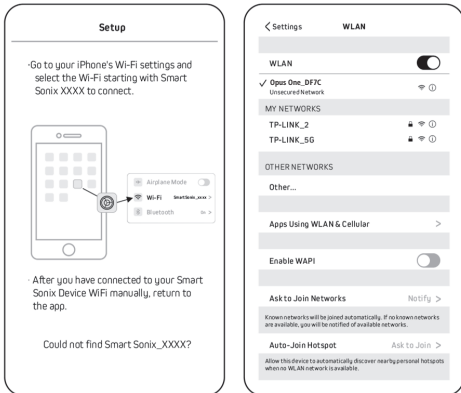 Setup
·Go to your iPhone's Wi-Fi settings and
select the Wi-Fi starting with Smart
Sonix XXXX to connect.
Airplane Mode
Wi-Fi SmartSonix_xxxx >
Bluetooth On >
· After you have connected to your Smart
Sonix Device WiFi manually, return to
the app.
Could not find Smart Sonix_XXXX?
< Settings WLAN
WLAN
✓ Opus One_DF7C
Unsecured Network
MY NETWORKS
TP-LINK_2
TP-LINK_5G
OTHER NETWORKS
Other...
Apps Using WLAN & Cellular >
Enable WAPI
Ask to Join Networks Notify >
Known networks will be joined automatically. If no known networks
are available, you will be notified of available networks.
Auto-Join Hotspot Ask to Join >
Allow this device to automatically discover nearby personal hotspots
when no WLAN network is available.